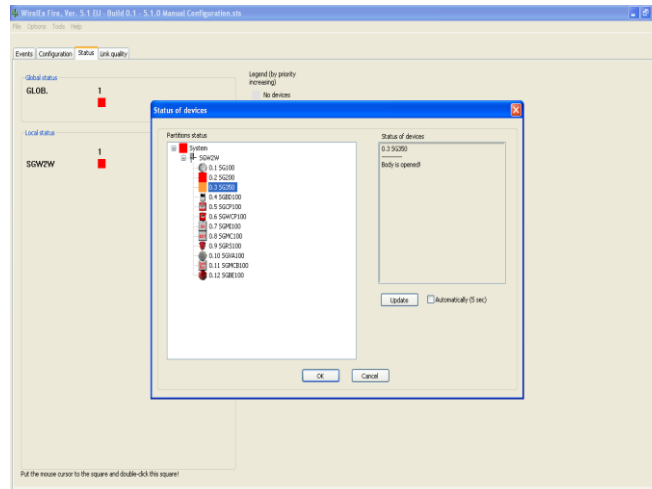 WirelEx Fire, Ver. 5.1 EU - Build 0.1 - 5.1.0 Manual Configuration.sts
File Options Tools Help
Events Configuration Status Link quality
Global status
GLOB. 1
Legend (by priority
increasing)
No devices
Local status
1
SGW2W
Status of devices
Partitions status
System
SGW2W
0.1 SG100
0.2 SG200
0.3 SG350
0.4 SGBD100
0.5 SGCP100
0.6 SGWCP100
0.7 SGMI100
0.8 SGMC100
0.9 SGRS100
0.10 SGVA100
0.11 SGMCB100
0.12 SGBE100
Status of devices
0.3 SG350
----------
Body is opened!
Update Automatically (5 sec)
OK Cancel
Put the mouse cursor to the square and double-click this square!